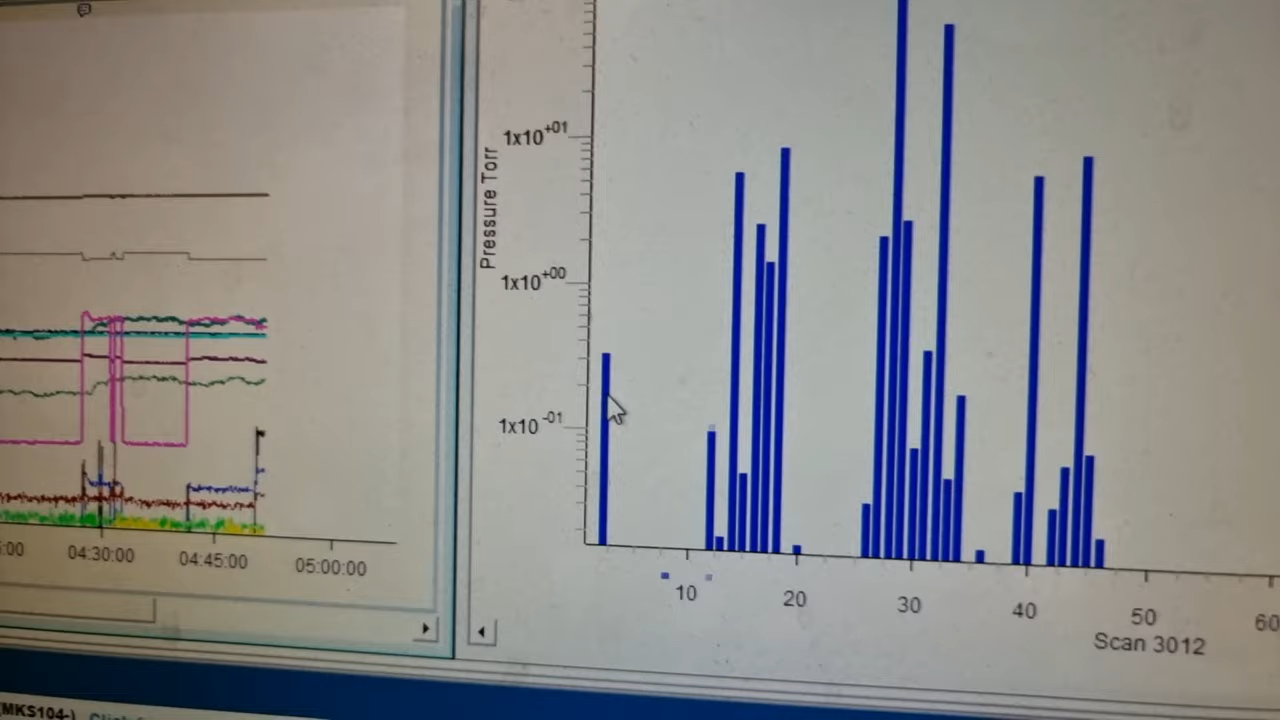 Pressure Torr
1x10+01
1x10+00
1x10-01
:00
04:30:00
04:45:00
05:00:00
10
20
30
40
50
60
Scan 3012
(MKS104-)